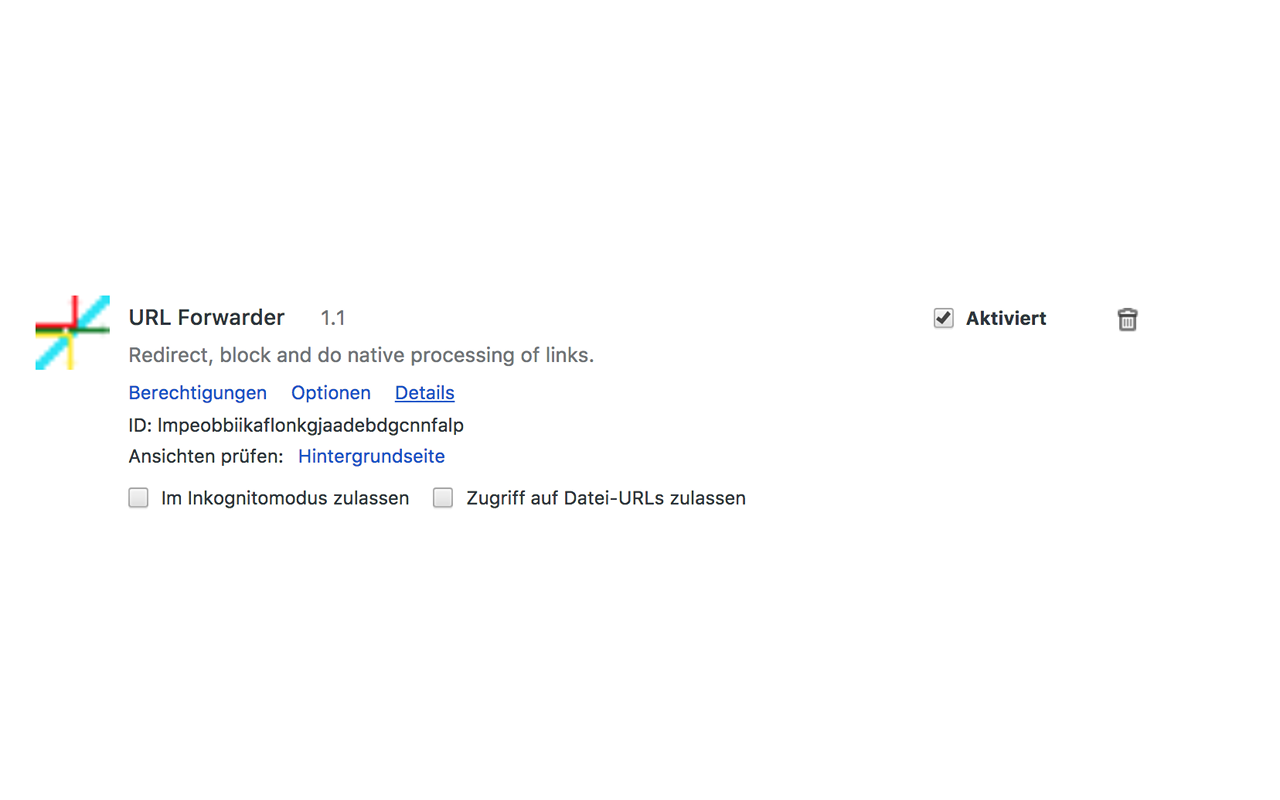 URL Forwarder 1.1 Aktiviert
Redirect, block and do native processing of links.
Berechtigungen Optionen Details
ID: lmpeobbiikaflonkgjaadebdgcnnfalp
Ansichten prüfen: Hintergrundseite
Im Inkognitomodus zulassen Zugriff auf Datei-URLs zulassen